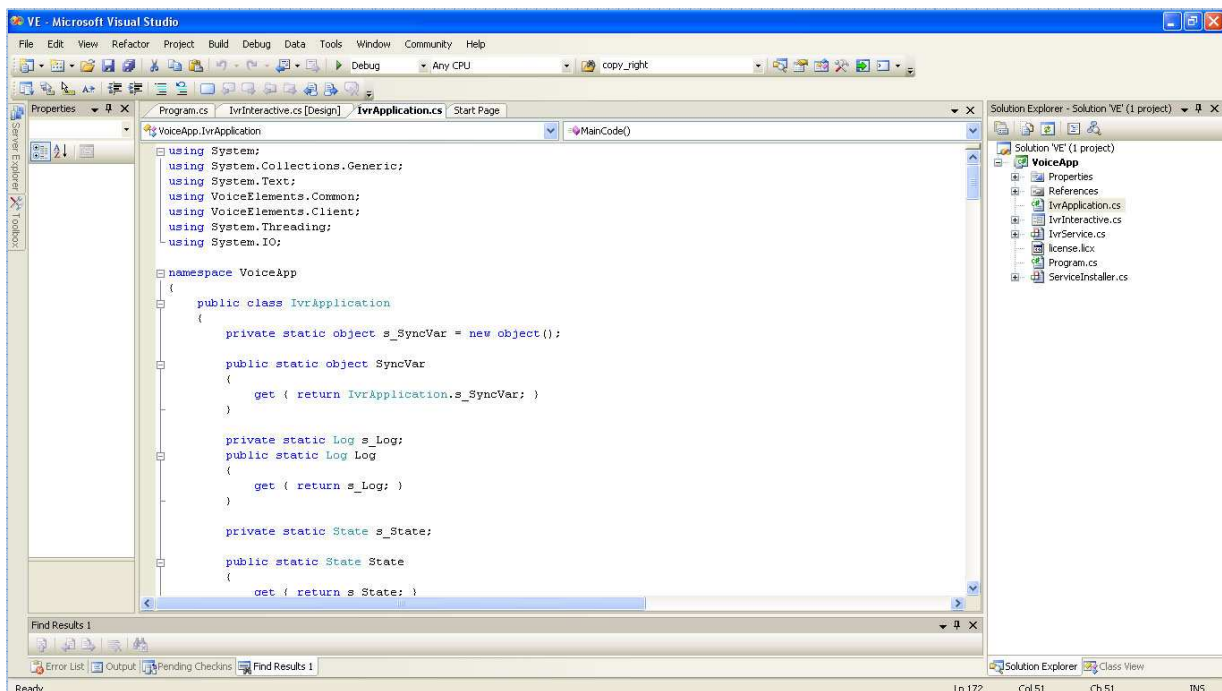 VE - Microsoft Visual Studio
File Edit View Refactor Project Build Debug Data Tools Window Community Help
Debug Any CPU copy_right
Properties
Program.cs IvrInteractive.cs [Design] IvrApplication.cs Start Page
Solution Explorer - Solution 'VE' (1 project)
Server Explorer
Toolbox
VoiceApp.IvrApplication MainCode()
using System;
using System.Collections.Generic;
using System.Text;
using VoiceElements.Common;
using VoiceElements.Client;
using System.Threading;
using System.IO;
namespace VoiceApp
{
public class IvrApplication
{
private static object s_SyncVar = new object();
public static object SyncVar
{
get { return IvrApplication.s_SyncVar; }
}
private static Log s_Log;
public static Log Log
{
get { return s_Log; }
}
private static State s_State;
public static State State
{
get { return s_State; }
Solution 'VE' (1 project)
VoiceApp
Properties
References
IvrApplication.cs
IvrInteractive.cs
IvrService.cs
license.licx
Program.cs
ServiceInstaller.cs
Find Results 1
Error List Output Pending Checkins Find Results 1
Solution Explorer Class View
Ready Ln 172 Col 51 Ch 51 INS